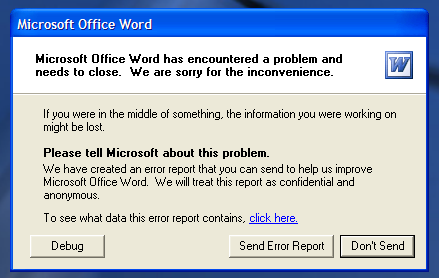 Microsoft Office Word
Microsoft Office Word has encountered a problem and
needs to close.  We are sorry for the inconvenience.
W
If you were in the middle of something, the information you were working on
might be lost.
Please tell Microsoft about this problem.
We have created an error report that you can send to help us improve
Microsoft Office Word.  We will treat this report as confidential and
anonymous.
To see what data this error report contains, click here.
Debug
Send Error Report
Don't Send